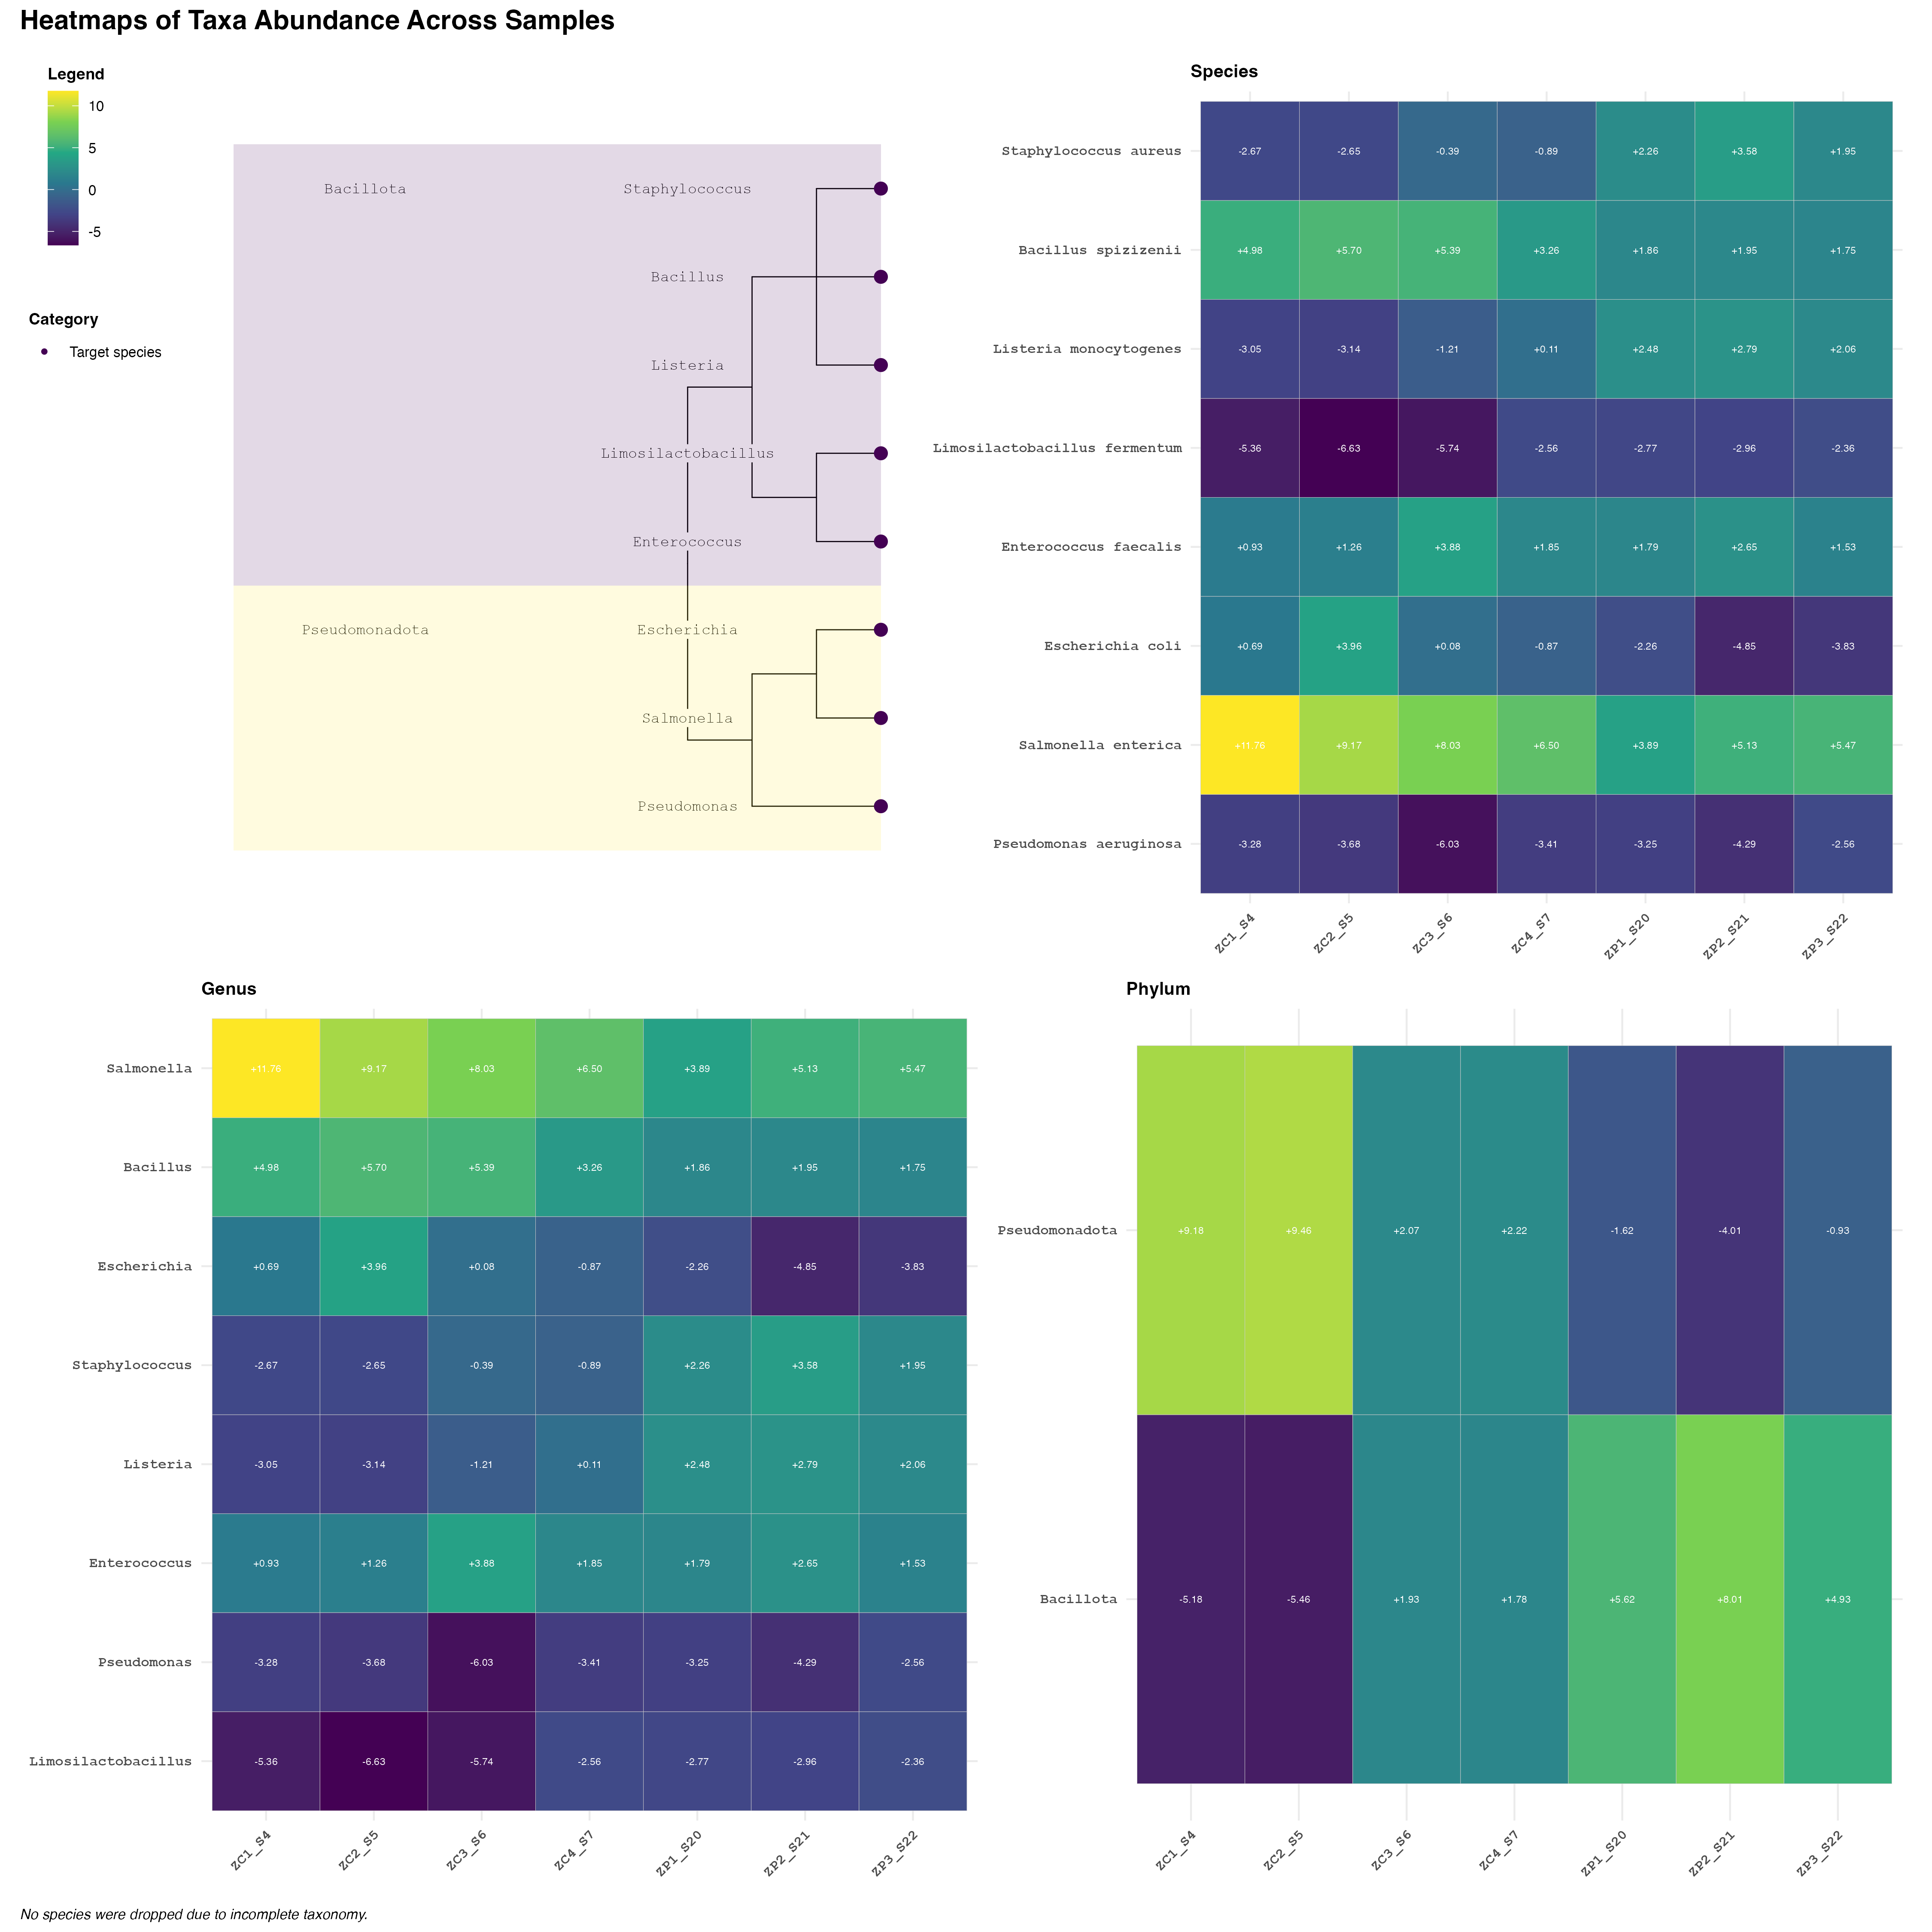 Heatmaps of Taxa Abundance Across Samples
Legend
10
5
0
-5
Category
Target species
Bacillota
Staphylococcus
Bacillus
Listeria
Limosilactobacillus
Enterococcus
Pseudomonadota
Escherichia
Salmonella
Pseudomonas
Species
Staphylococcus aureus -2.67 -2.65 -0.39 -0.89 +2.26 +3.58 +1.95
Bacillus spizizenii +4.98 +5.70 +5.39 +3.26 +1.86 +1.95 +1.75
Listeria monocytogenes -3.05 -3.14 -1.21 +0.11 +2.48 +2.79 +2.06
Limosilactobacillus fermentum -5.36 -6.63 -5.74 -2.56 -2.77 -2.96 -2.36
Enterococcus faecalis +0.93 +1.26 +3.88 +1.85 +1.79 +2.65 +1.53
Escherichia coli +0.69 +3.96 +0.08 -0.87 -2.26 -4.85 -3.83
Salmonella enterica +11.76 +9.17 +8.03 +6.50 +3.89 +5.13 +5.47
Pseudomonas aeruginosa -3.28 -3.68 -6.03 -3.41 -3.25 -4.29 -2.56
ZC1_S4 ZC2_S5 ZC3_S6 ZC4_S7 ZP1_S20 ZP2_S21 ZP3_S22
Genus
Salmonella +11.76 +9.17 +8.03 +6.50 +3.89 +5.13 +5.47
Bacillus +4.98 +5.70 +5.39 +3.26 +1.86 +1.95 +1.75
Escherichia +0.69 +3.96 +0.08 -0.87 -2.26 -4.85 -3.83
Staphylococcus -2.67 -2.65 -0.39 -0.89 +2.26 +3.58 +1.95
Listeria -3.05 -3.14 -1.21 +0.11 +2.48 +2.79 +2.06
Enterococcus +0.93 +1.26 +3.88 +1.85 +1.79 +2.65 +1.53
Pseudomonas -3.28 -3.68 -6.03 -3.41 -3.25 -4.29 -2.56
Limosilactobacillus -5.36 -6.63 -5.74 -2.56 -2.77 -2.96 -2.36
ZC1_S4 ZC2_S5 ZC3_S6 ZC4_S7 ZP1_S20 ZP2_S21 ZP3_S22
Phylum
Pseudomonadota +9.18 +9.46 +2.07 +2.22 -1.62 -4.01 -0.93
Bacillota -5.18 -5.46 +1.93 +1.78 +5.62 +8.01 +4.93
ZC1_S4 ZC2_S5 ZC3_S6 ZC4_S7 ZP1_S20 ZP2_S21 ZP3_S22
No species were dropped due to incomplete taxonomy.